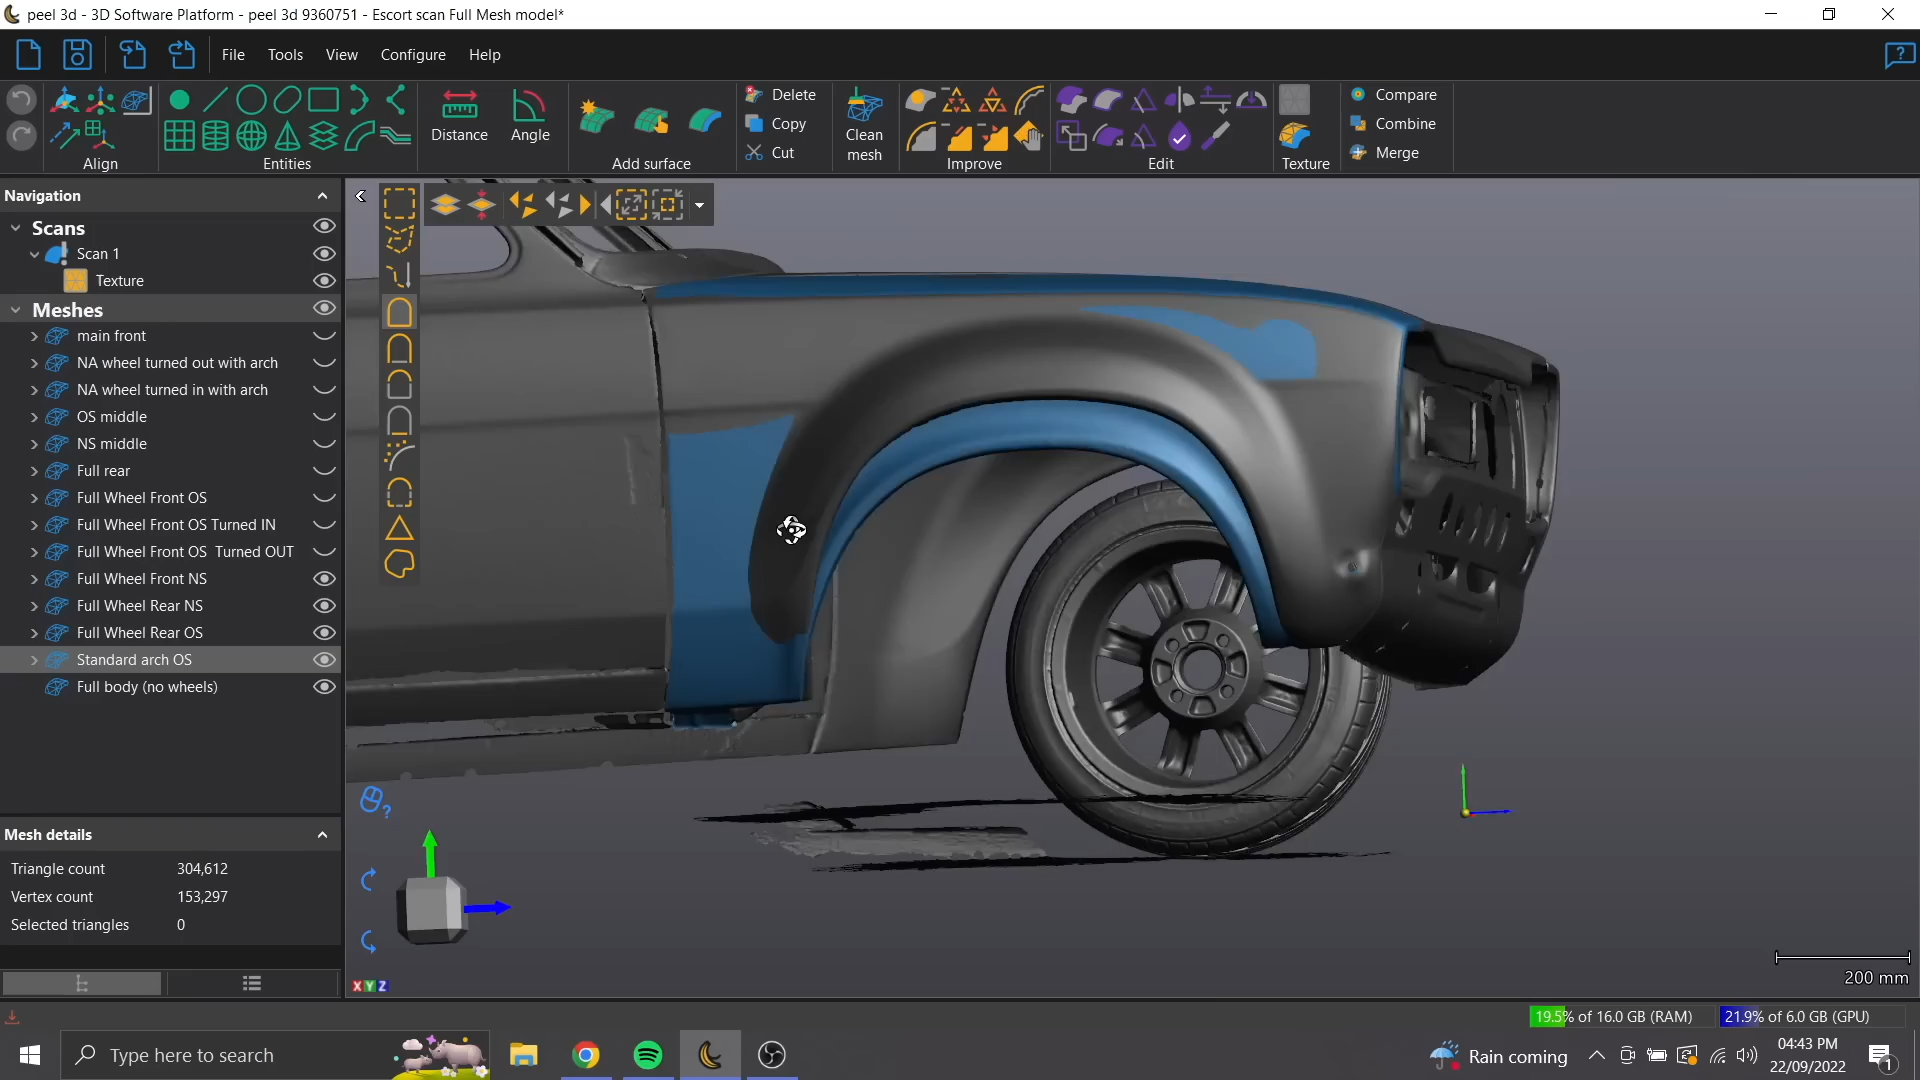 peel 3d - 3D Software Platform - peel 3d 9360751 - Escort scan Full Mesh model*
File Tools View Configure Help
Align
Entities
Distance
Angle
Add surface
Delete
Copy
Cut
Clean mesh
Improve
Edit
Texture
Compare
Combine
Merge
Navigation
Scans
Scan 1
Texture
Meshes
main front
NA wheel turned out with arch
NA wheel turned in with arch
OS middle
NS middle
Full rear
Full Wheel Front OS
Full Wheel Front OS Turned IN
Full Wheel Front OS  Turned OUT
Full Wheel Front NS
Full Wheel Rear NS
Full Wheel Rear OS
Standard arch OS
Full body (no wheels)
Mesh details
Triangle count 304,612
Vertex count 153,297
Selected triangles 0
?
XYZ
200 mm
19.5% of 16.0 GB (RAM)
21.9% of 6.0 GB (GPU)
Type here to search
Rain coming
04:43 PM
22/09/2022
1